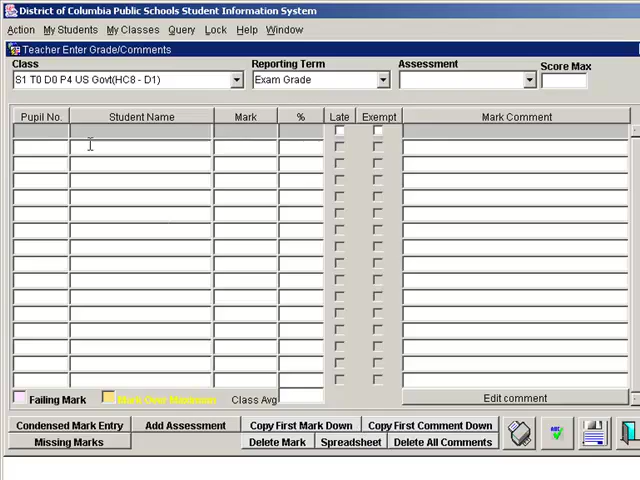 District of Columbia Public Schools Student Information System
Action My Students My Classes Query Lock Help Window
Teacher Enter Grade/Comments
Class Reporting Term Assessment Score Max
S1 T0 D0 P4 US Govt(HC8 - D1) Exam Grade
Pupil No. Student Name Mark % Late Exempt Mark Comment
Failing Mark Mark Over Maximum Class Avg Edit comment
Condensed Mark Entry Add Assessment Copy First Mark Down Copy First Comment Down
Missing Marks Delete Mark Spreadsheet Delete All Comments
ABC